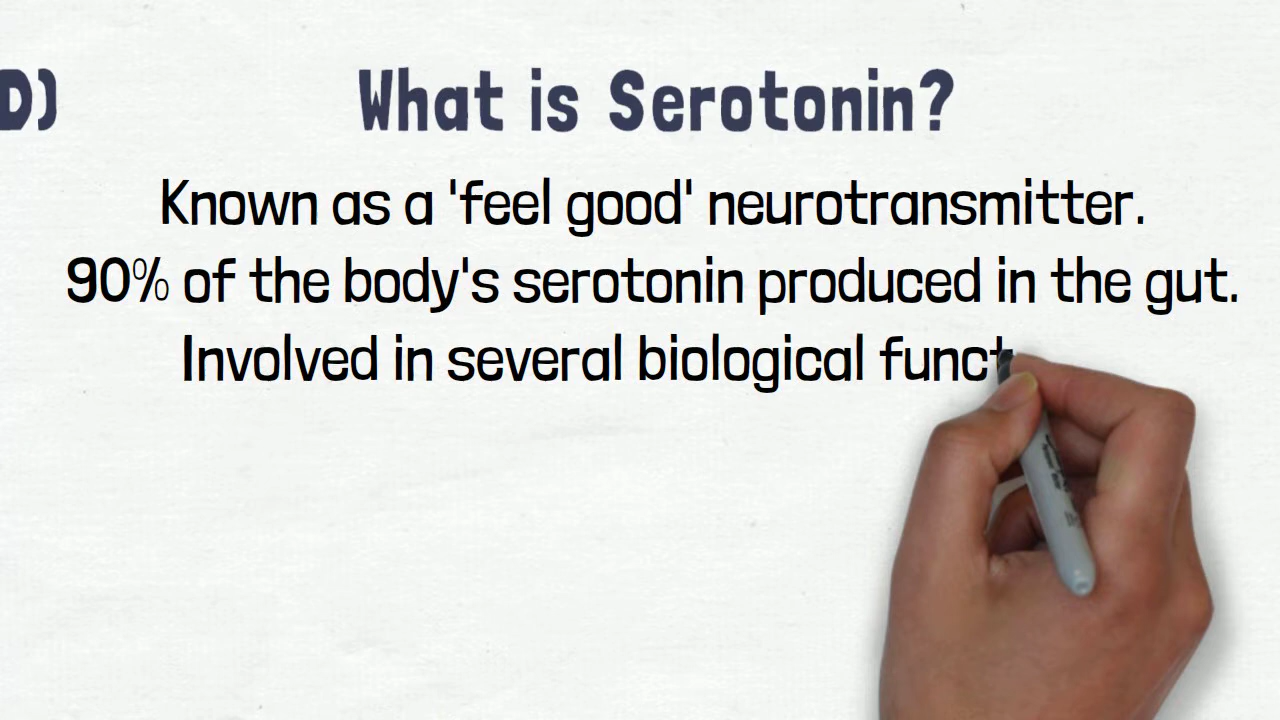 D) What is Serotonin?
Known as a 'feel good' neurotransmitter.
90% of the body's serotonin produced in the gut.
Involved in several biological funct